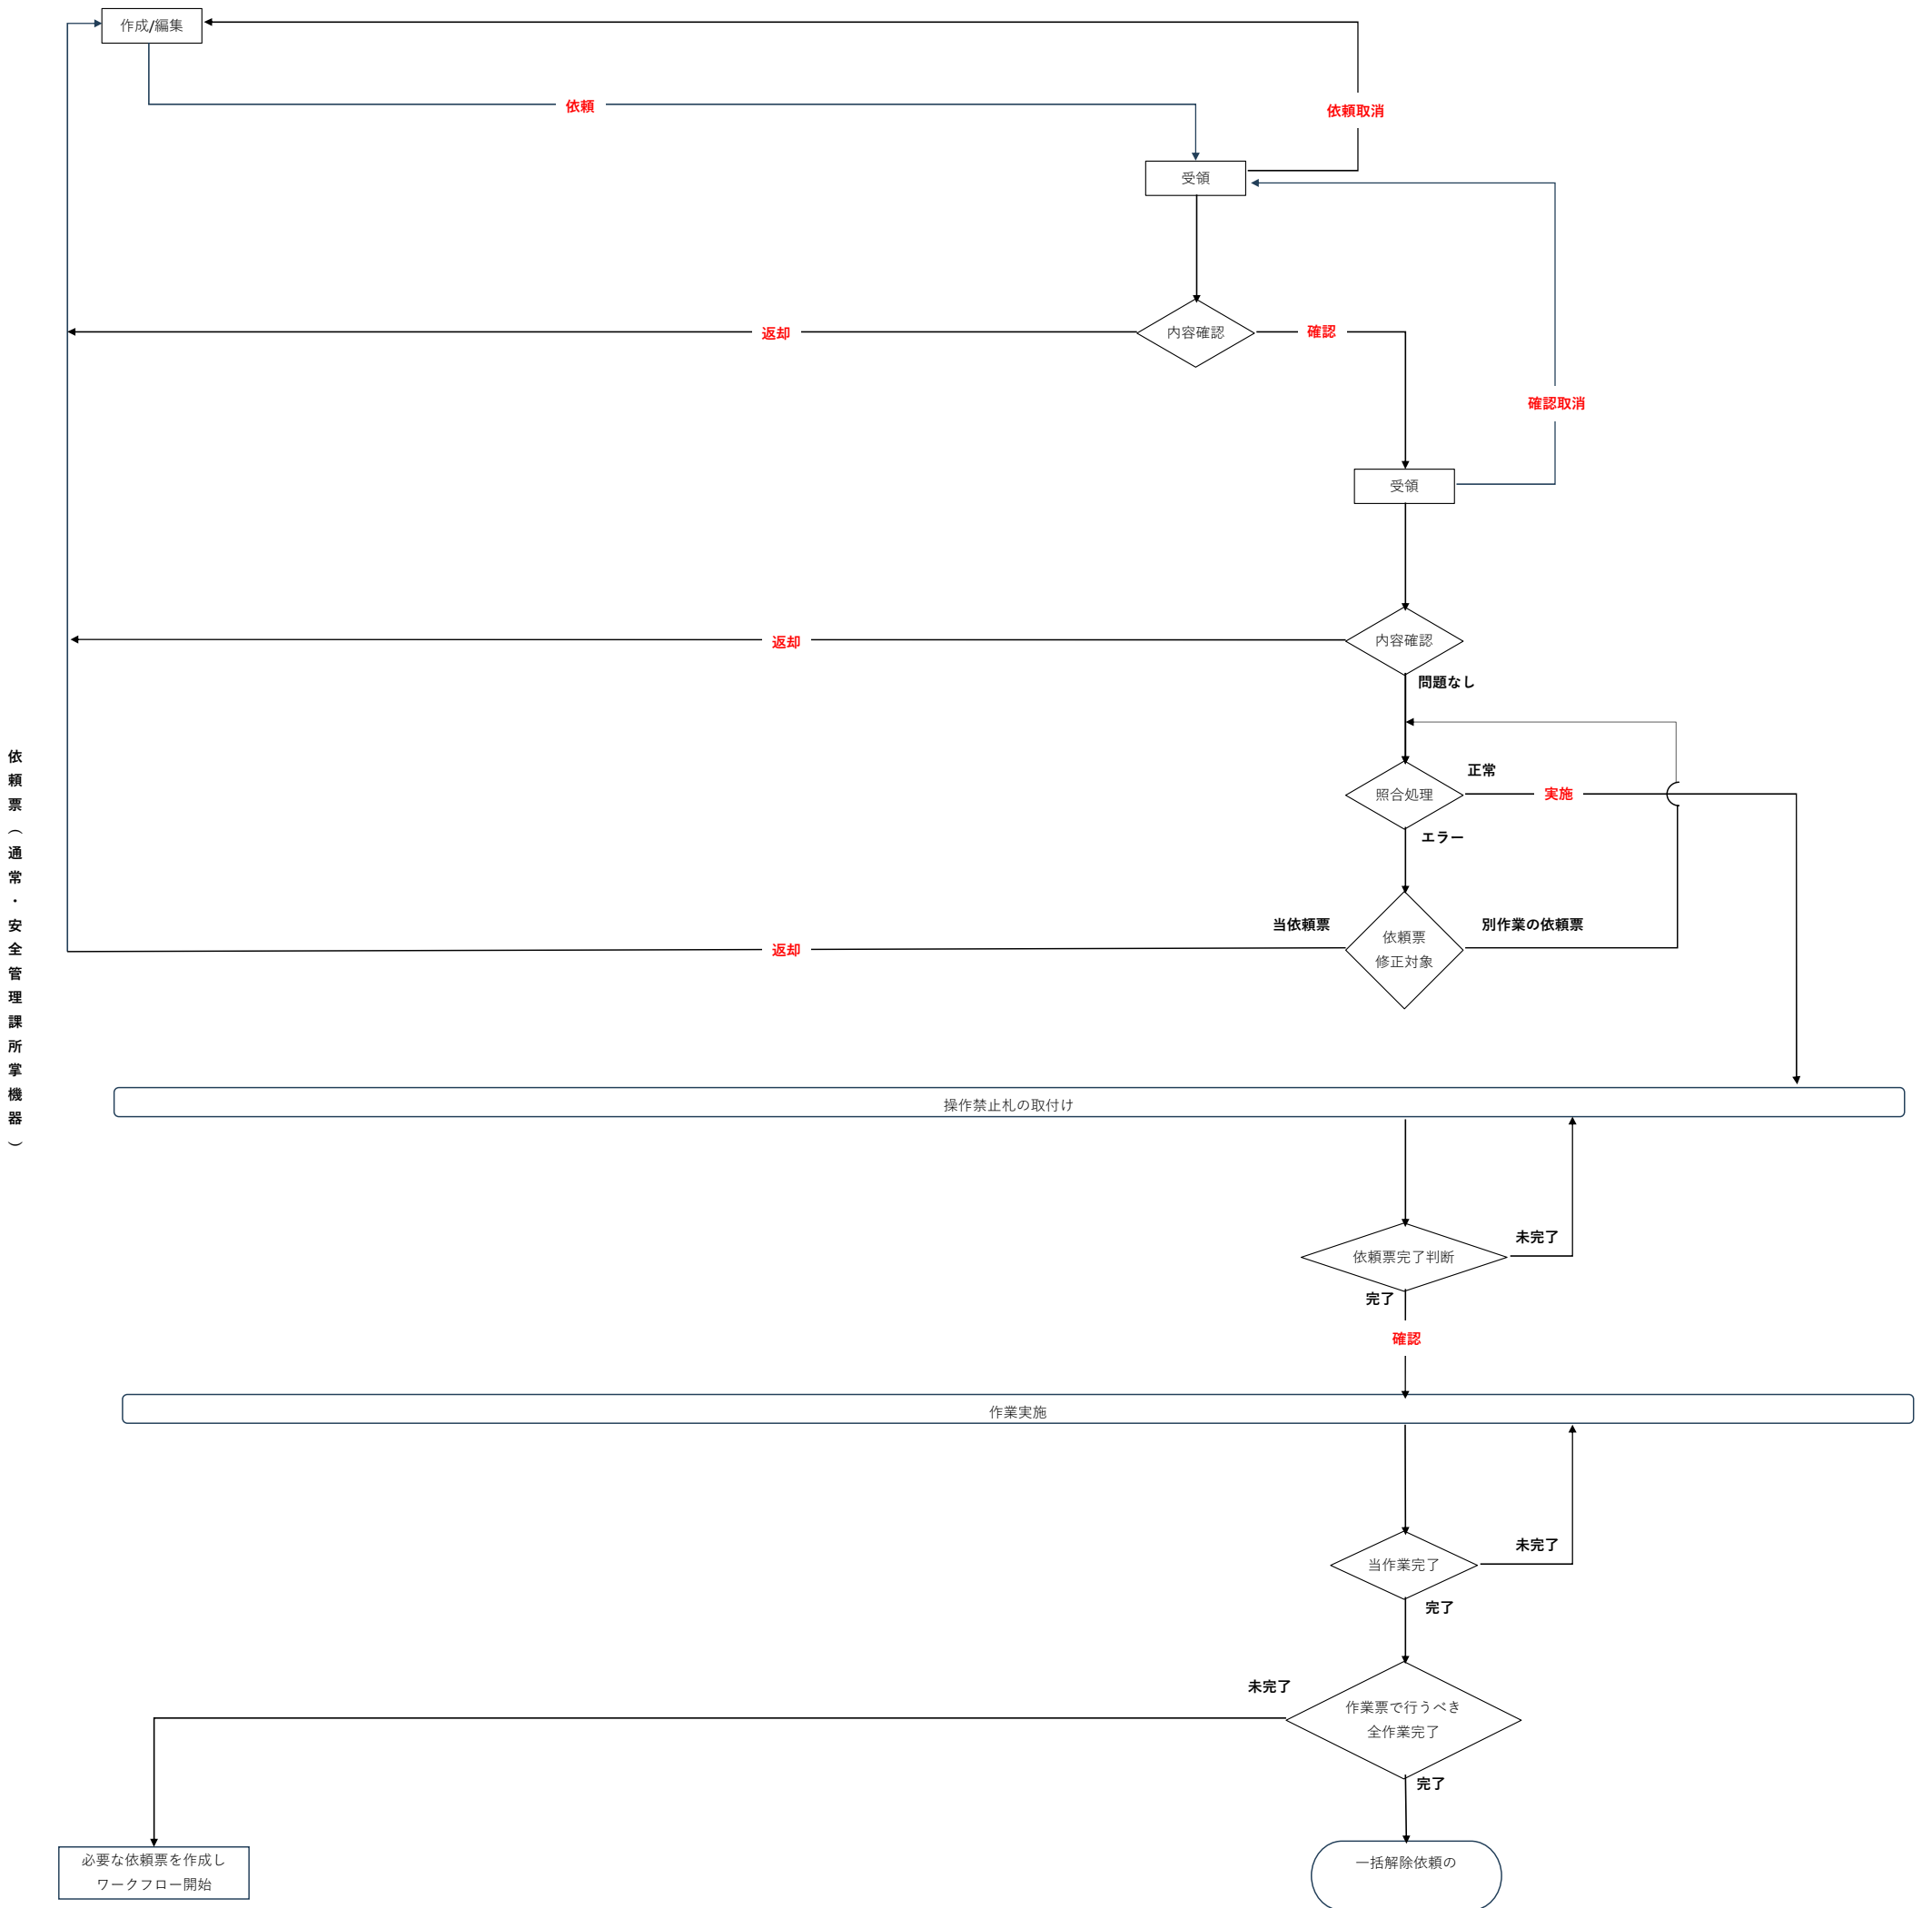 作成/編集
依頼
依頼取消
受領
返却
内容確認
確認
確認取消
受領
返却
内容確認
問題なし
照合処理
正常
実施
エラー
当依頼票
別作業の依頼票
返却
依頼票
修正対象
依頼票（通常・安全管理課所掌機器）
操作禁止札の取付け
依頼票完了判断
未完了
完了
確認
作業実施
当作業完了
未完了
完了
未完了
作業票で行うべき
全作業完了
完了
必要な依頼票を作成し
ワークフロー開始
一括解除依頼の